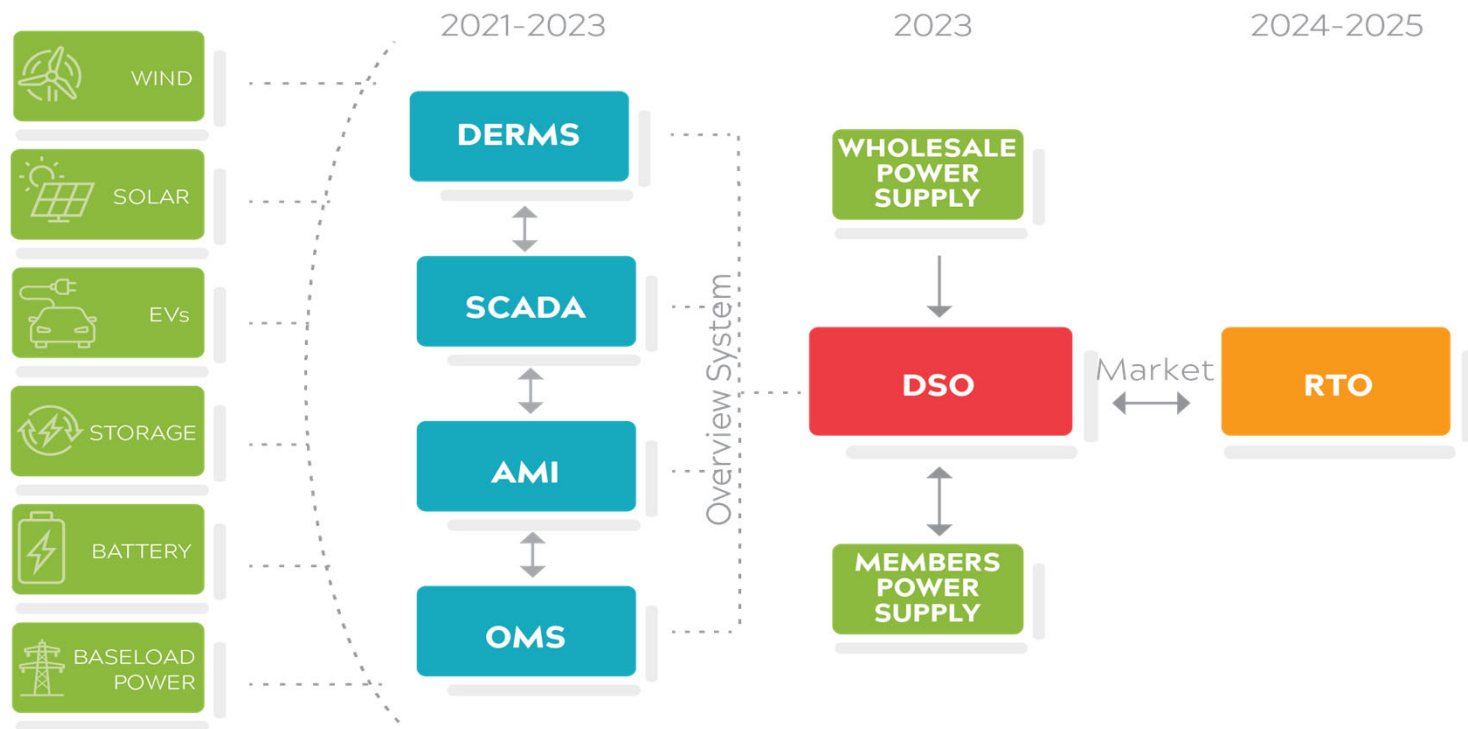 2021-2023
2023
2024-2025
WIND
SOLAR
EVs
STORAGE
BATTERY
BASELOAD
POWER
DERMS
SCADA
AMI
OMS
Overview System
WHOLESALE
POWER
SUPPLY
DSO
MEMBERS
POWER
SUPPLY
Market
RTO